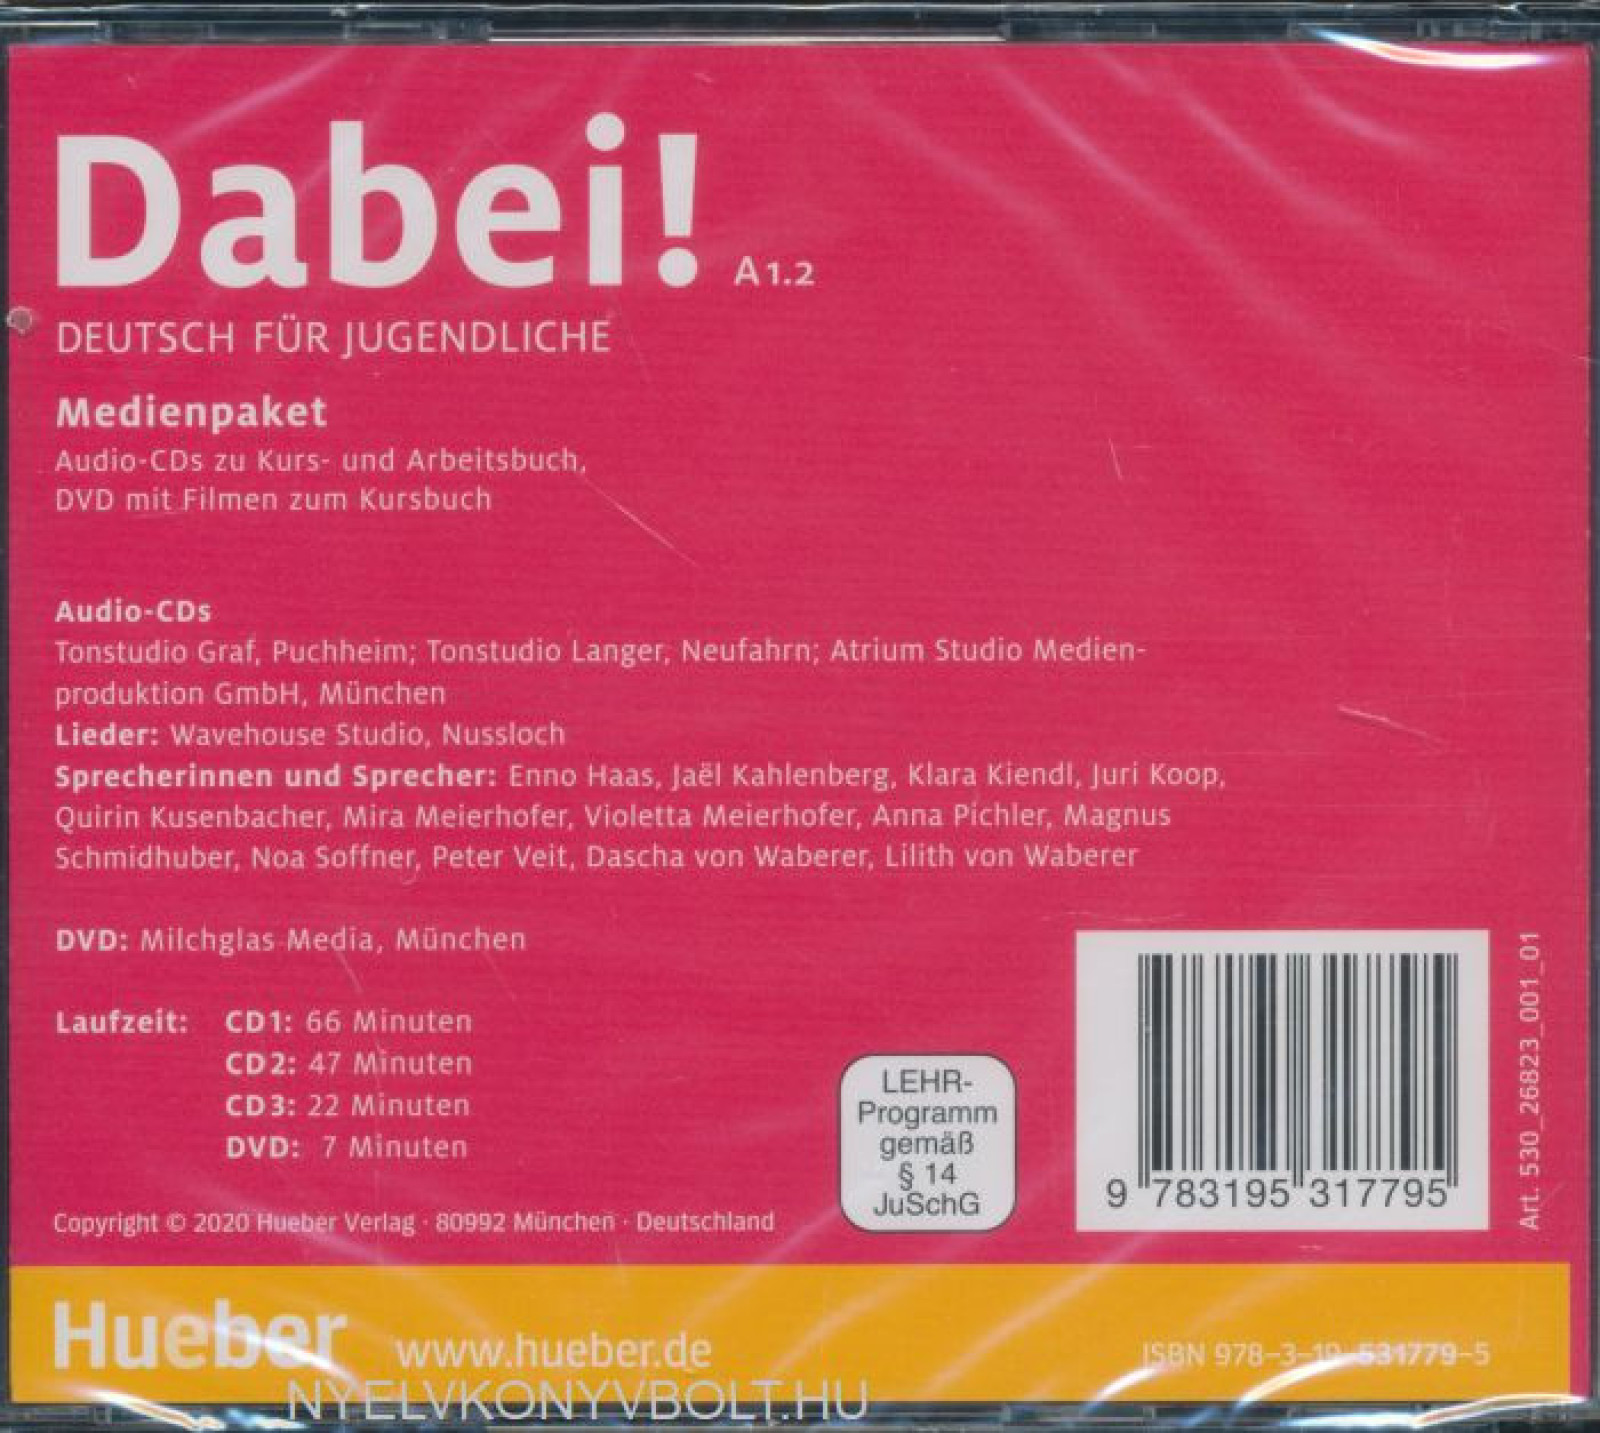 Dabei! A 1.2
DEUTSCH FÜR JUGENDLICHE
Medienpaket
Audio-CDs zu Kurs- und Arbeitsbuch,
DVD mit Filmen zum Kursbuch
Audio-CDs
Tonstudio Graf, Puchheim; Tonstudio Langer, Neufahrn; Atrium Studio Medien-
produktion GmbH, München
Lieder: Wavehouse Studio, Nussloch
Sprecherinnen und Sprecher: Enno Haas, Jaël Kahlenberg, Klara Kiendl, Juri Koop,
Quirin Kusenbacher, Mira Meierhofer, Violetta Meierhofer, Anna Pichler, Magnus
Schmidhuber, Noa Soffner, Peter Veit, Dascha von Waberer, Lilith von Waberer
DVD: Milchglas Media, München
Laufzeit: CD1: 66 Minuten
CD2: 47 Minuten
CD3: 22 Minuten
DVD: 7 Minuten
Copyright © 2020 Hueber Verlag · 80992 München · Deutschland
LEHR-
Programm
gemäß
§ 14
JuSchG
9 783195 317795
Art. 530_26823_001_01
Hueber www.hueber.de
ISBN 978–3–19–531779–5
NYELVKONYVBOLT.HU